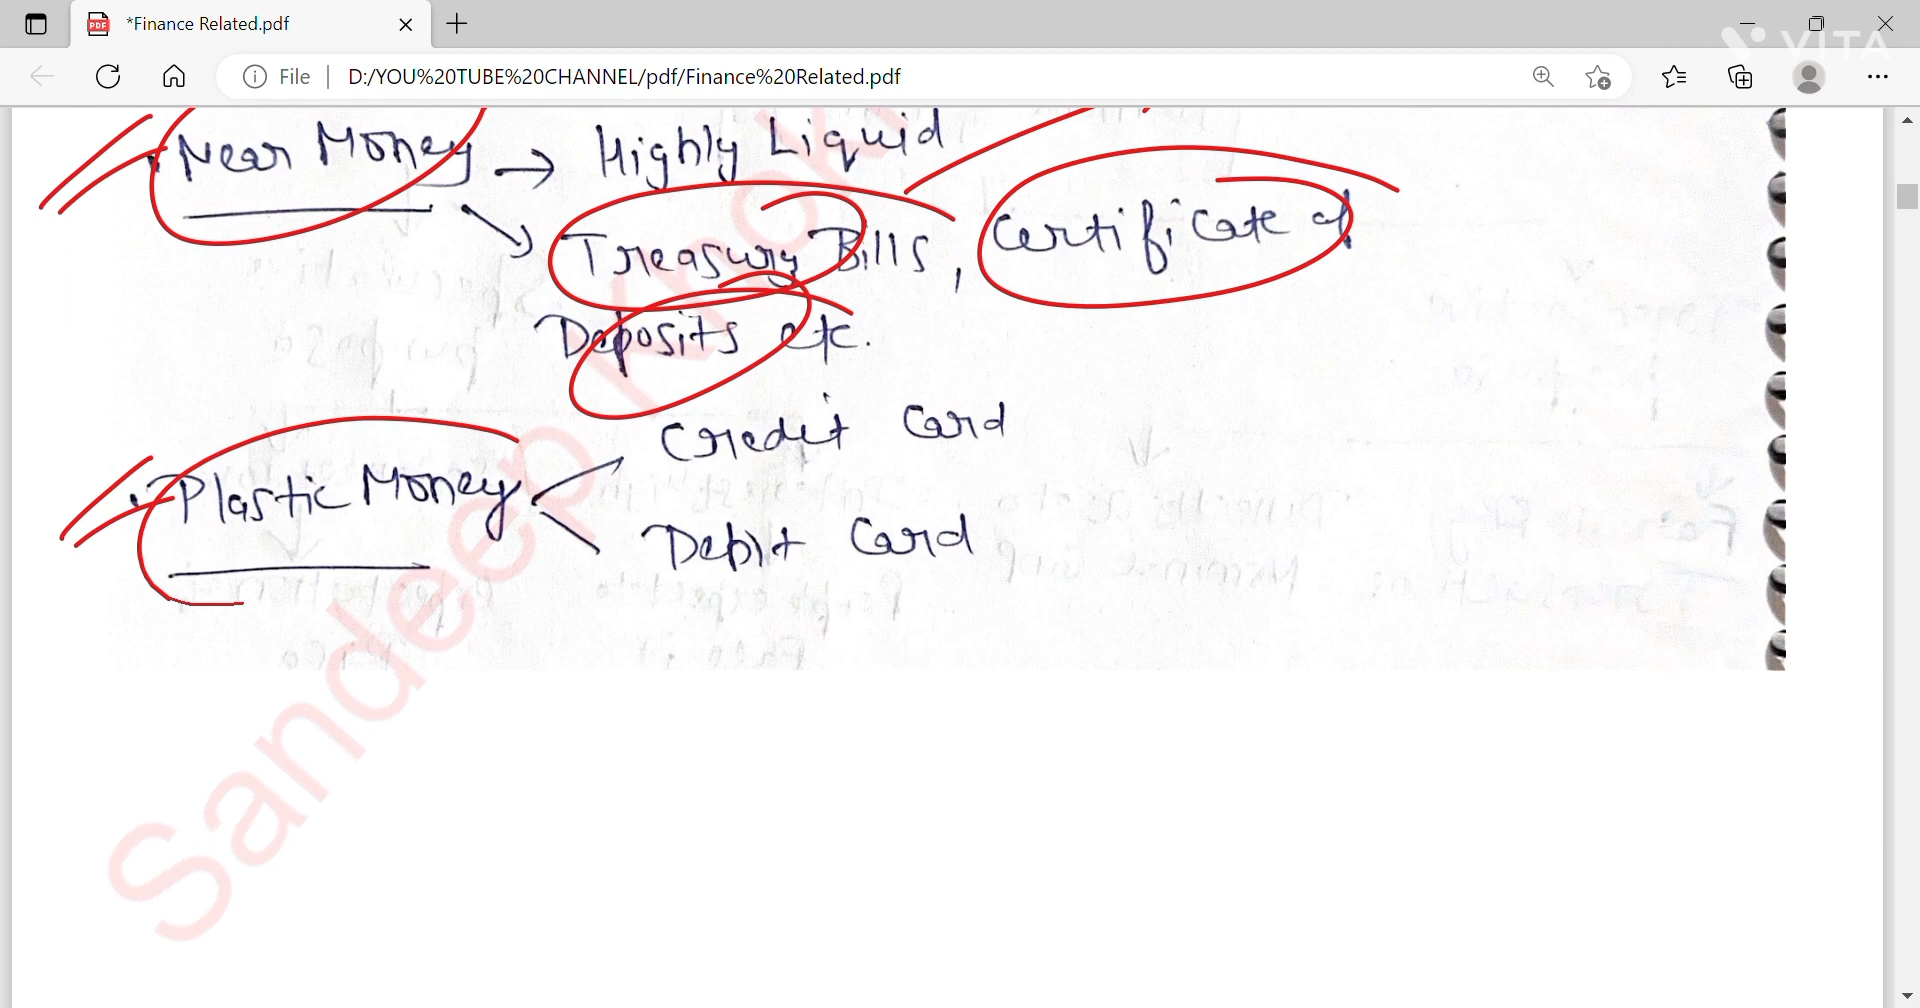 *Finance Related.pdf
VITA
File D:/YOU%20TUBE%20CHANNEL/pdf/Finance%20Related.pdf
Near Money → Highly Liquid
Treasury Bills, Certificate of
Deposits etc.
Credit Card
Plastic Money
Debit Card
Sandeep